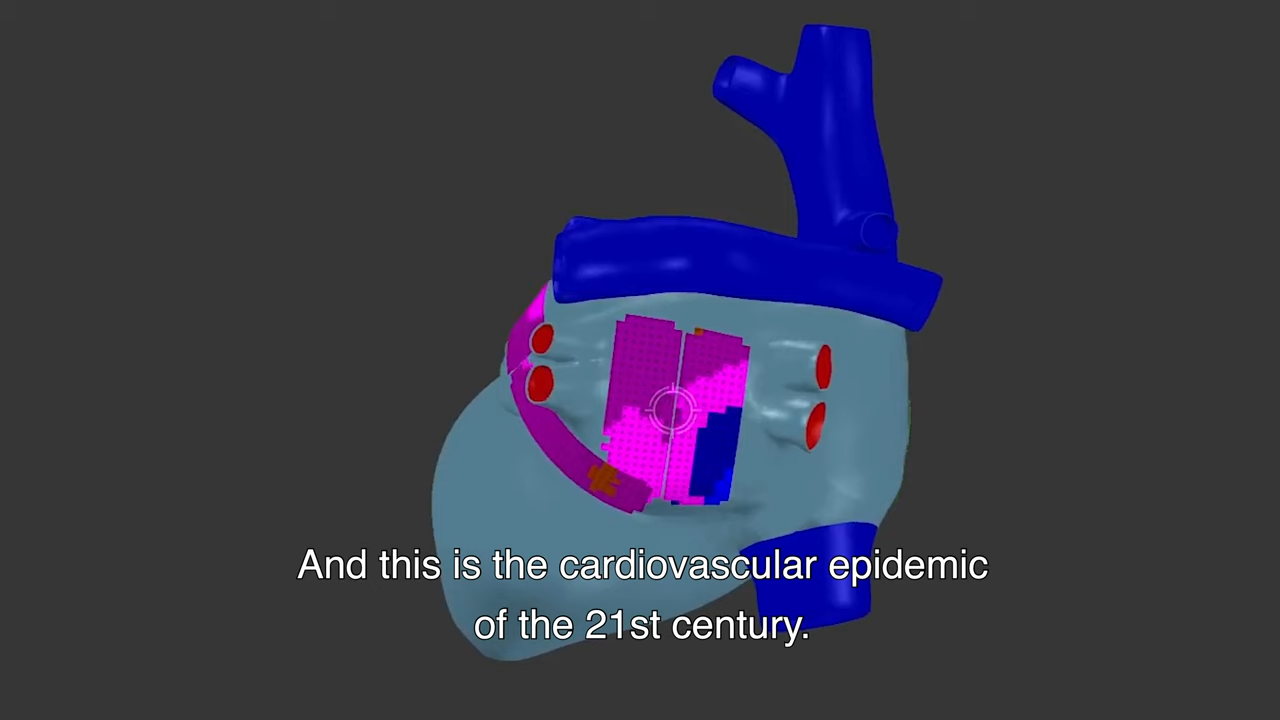 And this is the cardiovascular epidemic
of the 21st century.